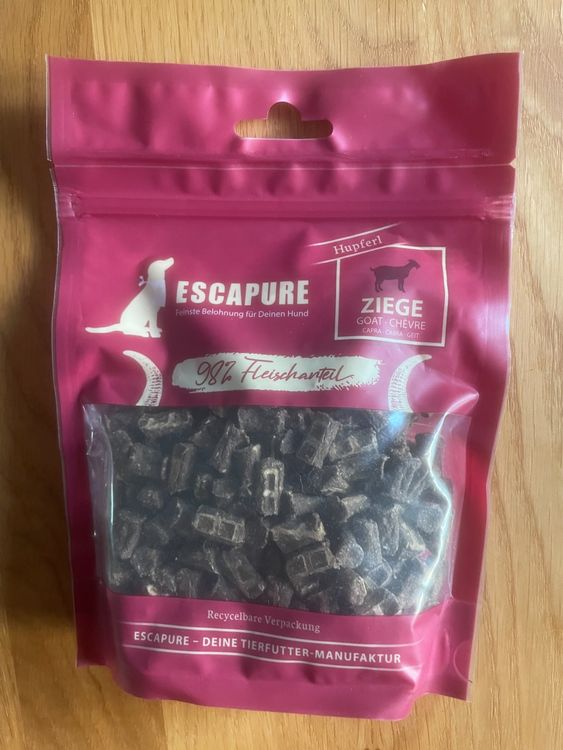 Hupferl
ESCAPURE
Feinste Belohnung für Deinen Hund
ZIEGE
GOAT - CHÈVRE
CAPRA - CABRA - GEIT
98% Fleischanteil
Recycelbare Verpackung
ESCAPURE – DEINE TIERFUTTER-MANUFAKTUR